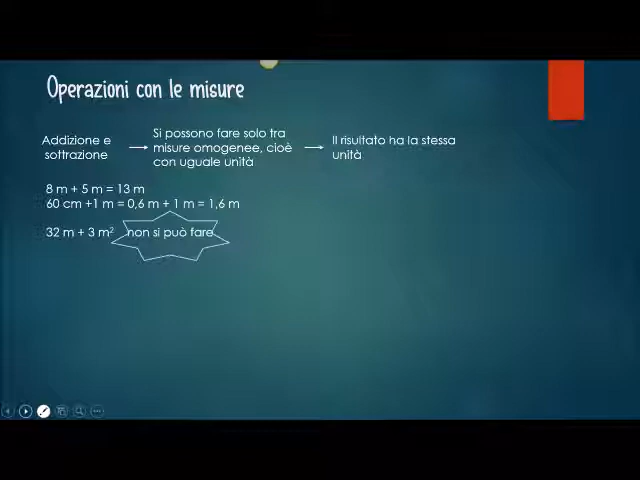 Operazioni con le misure
Addizione e
sottrazione
Si possono fare solo tra
misure omogenee, cioè
con uguale unità
Il risultato ha la stessa
unità
8 m + 5 m = 13 m
60 cm +1 m = 0,6 m + 1 m = 1,6 m
32 m + 3 m² non si può fare